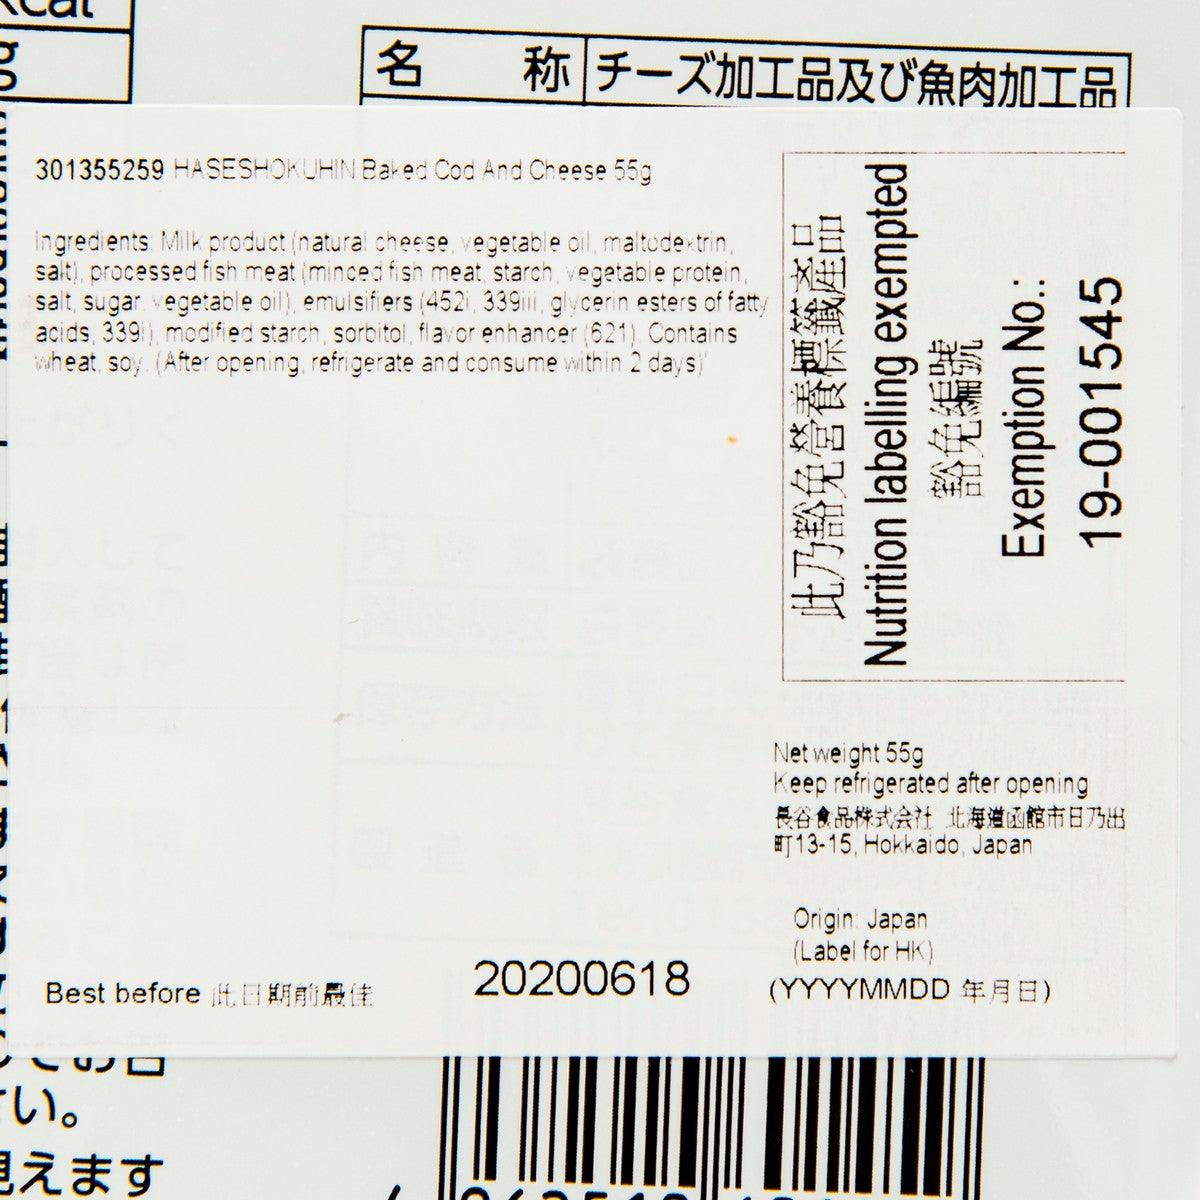 kcal
g
名 称 チーズ加工品及び魚肉加工品
301355259 HASESHOKUHIN Baked Cod And Cheese 55g
Ingredients: Milk product (natural cheese, vegetable oil, maltodextrin,
salt), processed fish meat (minced fish meat, starch, vegetable protein,
salt, sugar, vegetable oil), emulsifiers (452i, 339iii, glycerin esters of fatty
acids, 339i), modified starch, sorbitol, flavor enhancer (621). Contains
wheat, soy. (After opening, refrigerate and consume within 2 days)'
此乃豁免營養標籤產品
Nutrition labelling exempted
豁免編號
Exemption No.:
19-001545
Net weight 55g
Keep refrigerated after opening
長谷食品株式会社 北海道函館市日乃出
町13-15, Hokkaido, Japan
Origin: Japan
(Label for HK)
Best before 此日期前最佳 20200618 (YYYYMMDD 年月日)
さい。
見えます